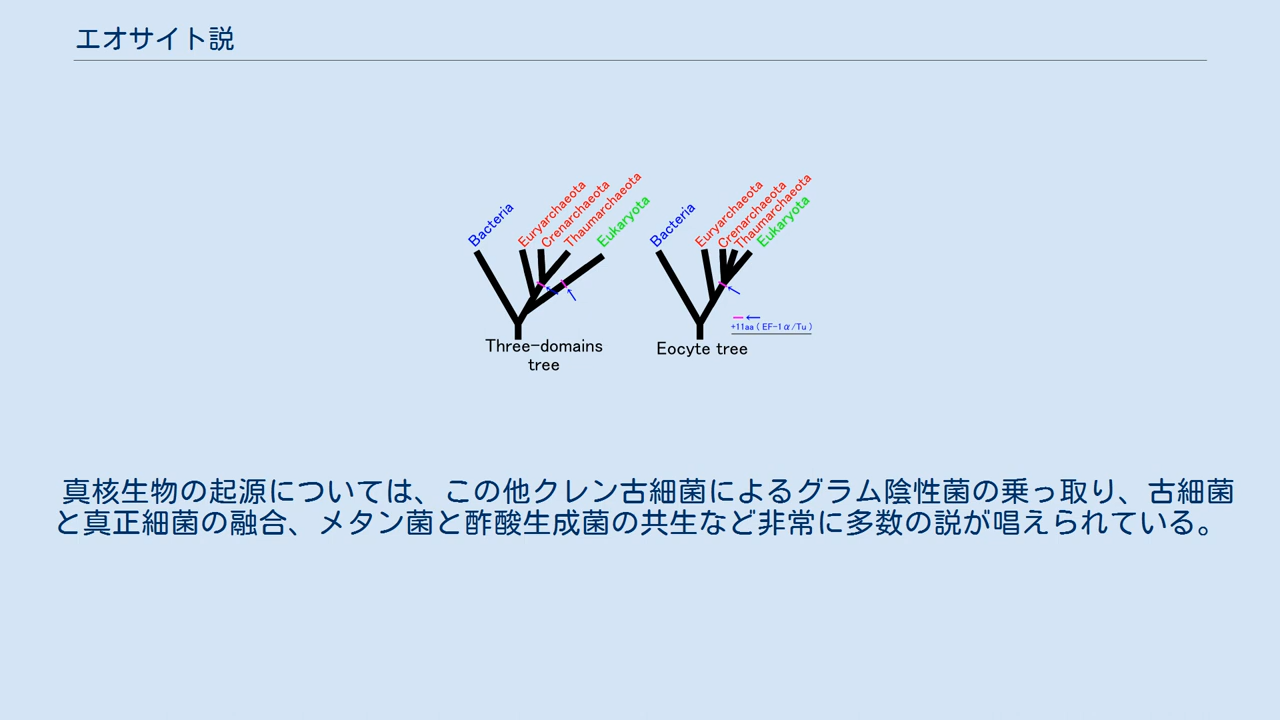 エオサイト説
Bacteria
Euryarchaeota
Crenarchaeota
Thaumarchaeota
Eukaryota
Three-domains
tree
Bacteria
Euryarchaeota
Crenarchaeota
Thaumarchaeota
Eukaryota
+11aa ( EF-1α/Tu )
Eocyte tree
真核生物の起源については、この他クレン古細菌によるグラム陰性菌の乗っ取り、古細菌
と真正細菌の融合、メタン菌と酢酸生成菌の共生など非常に多数の説が唱えられている。